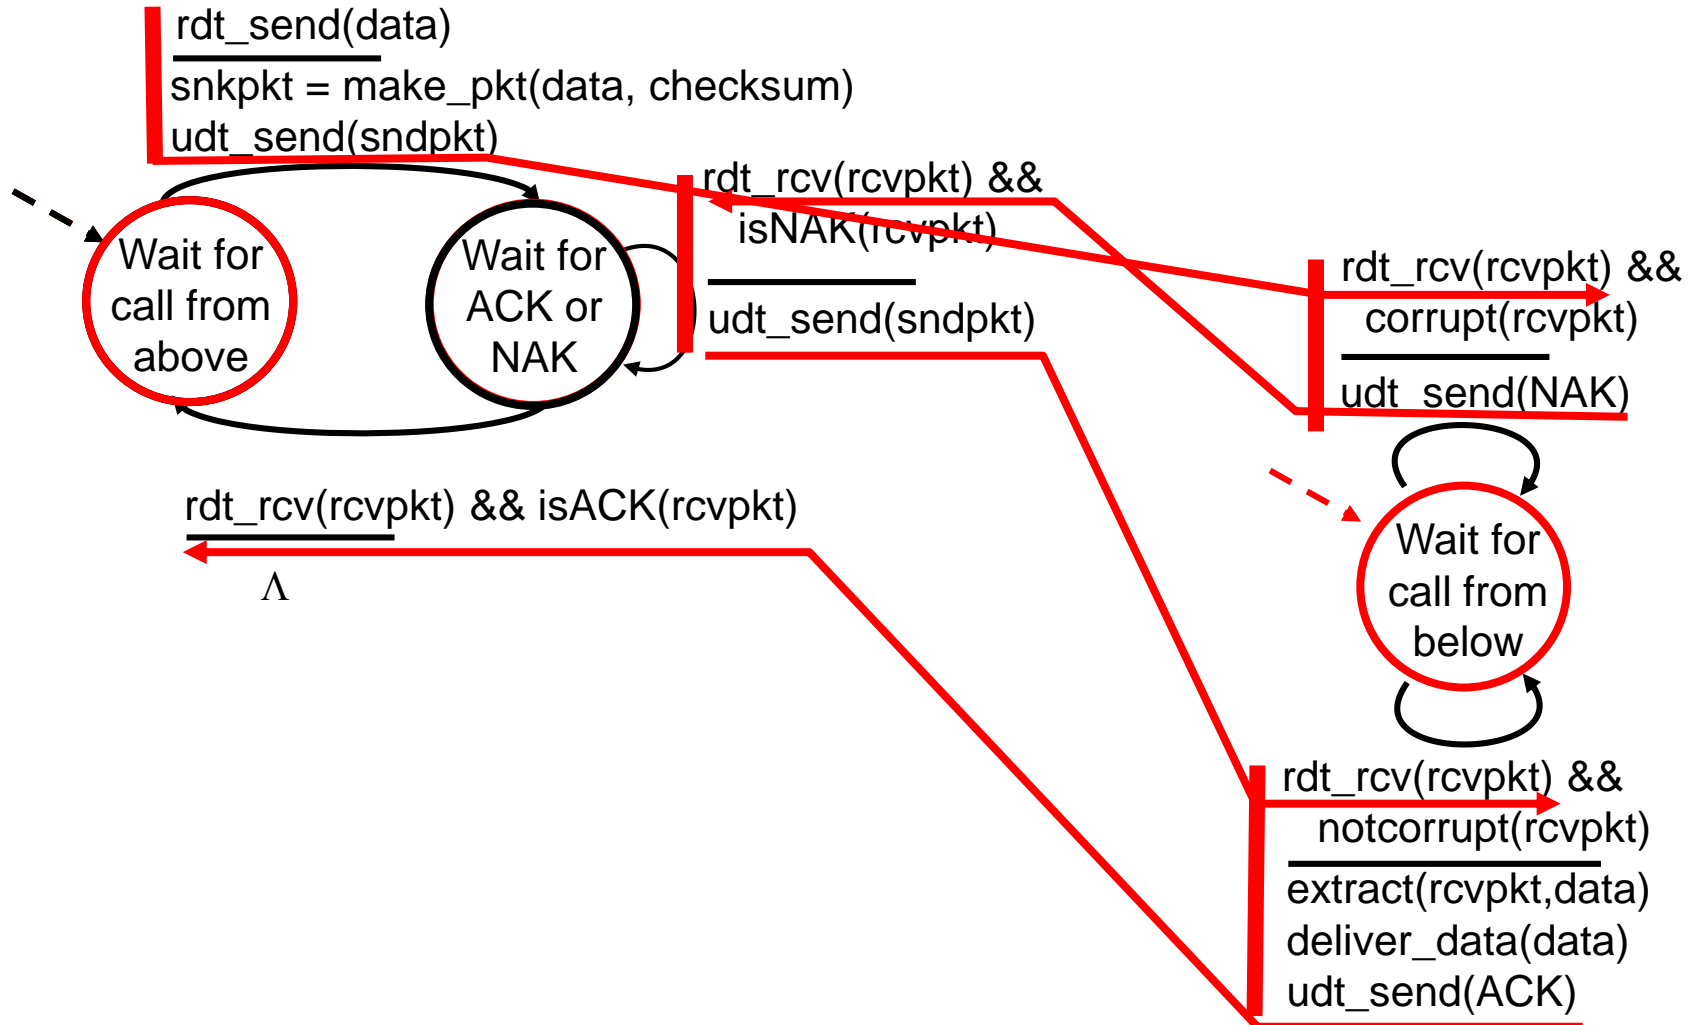 rdt_send(data)
snkpkt = make_pkt(data, checksum)
udt_send(sndpkt)
Wait for
call from
above
Wait for
ACK or
NAK
rdt_rcv(rcvpkt) &&
isNAK(rcvpkt)
udt_send(sndpkt)
rdt_rcv(rcvpkt) && isACK(rcvpkt)
Λ
rdt_rcv(rcvpkt) &&
corrupt(rcvpkt)
udt_send(NAK)
Wait for
call from
below
rdt_rcv(rcvpkt) &&
notcorrupt(rcvpkt)
extract(rcvpkt,data)
deliver_data(data)
udt_send(ACK)